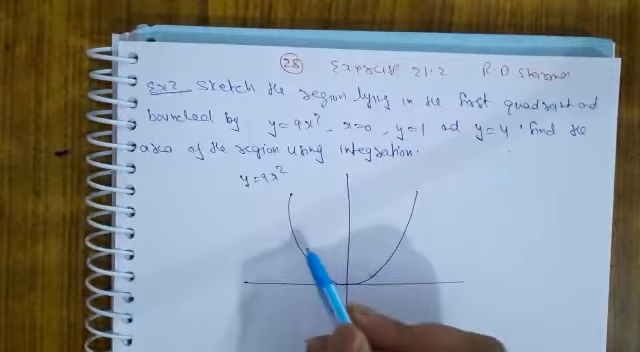 28 Exercise 21.2 R.D. Sharma
Ex 2 Sketch the region lying in the first quadrant and
bounded by y=9x², x=0, y=1 and y=4. find the
area of the region using integration.
y=9x²